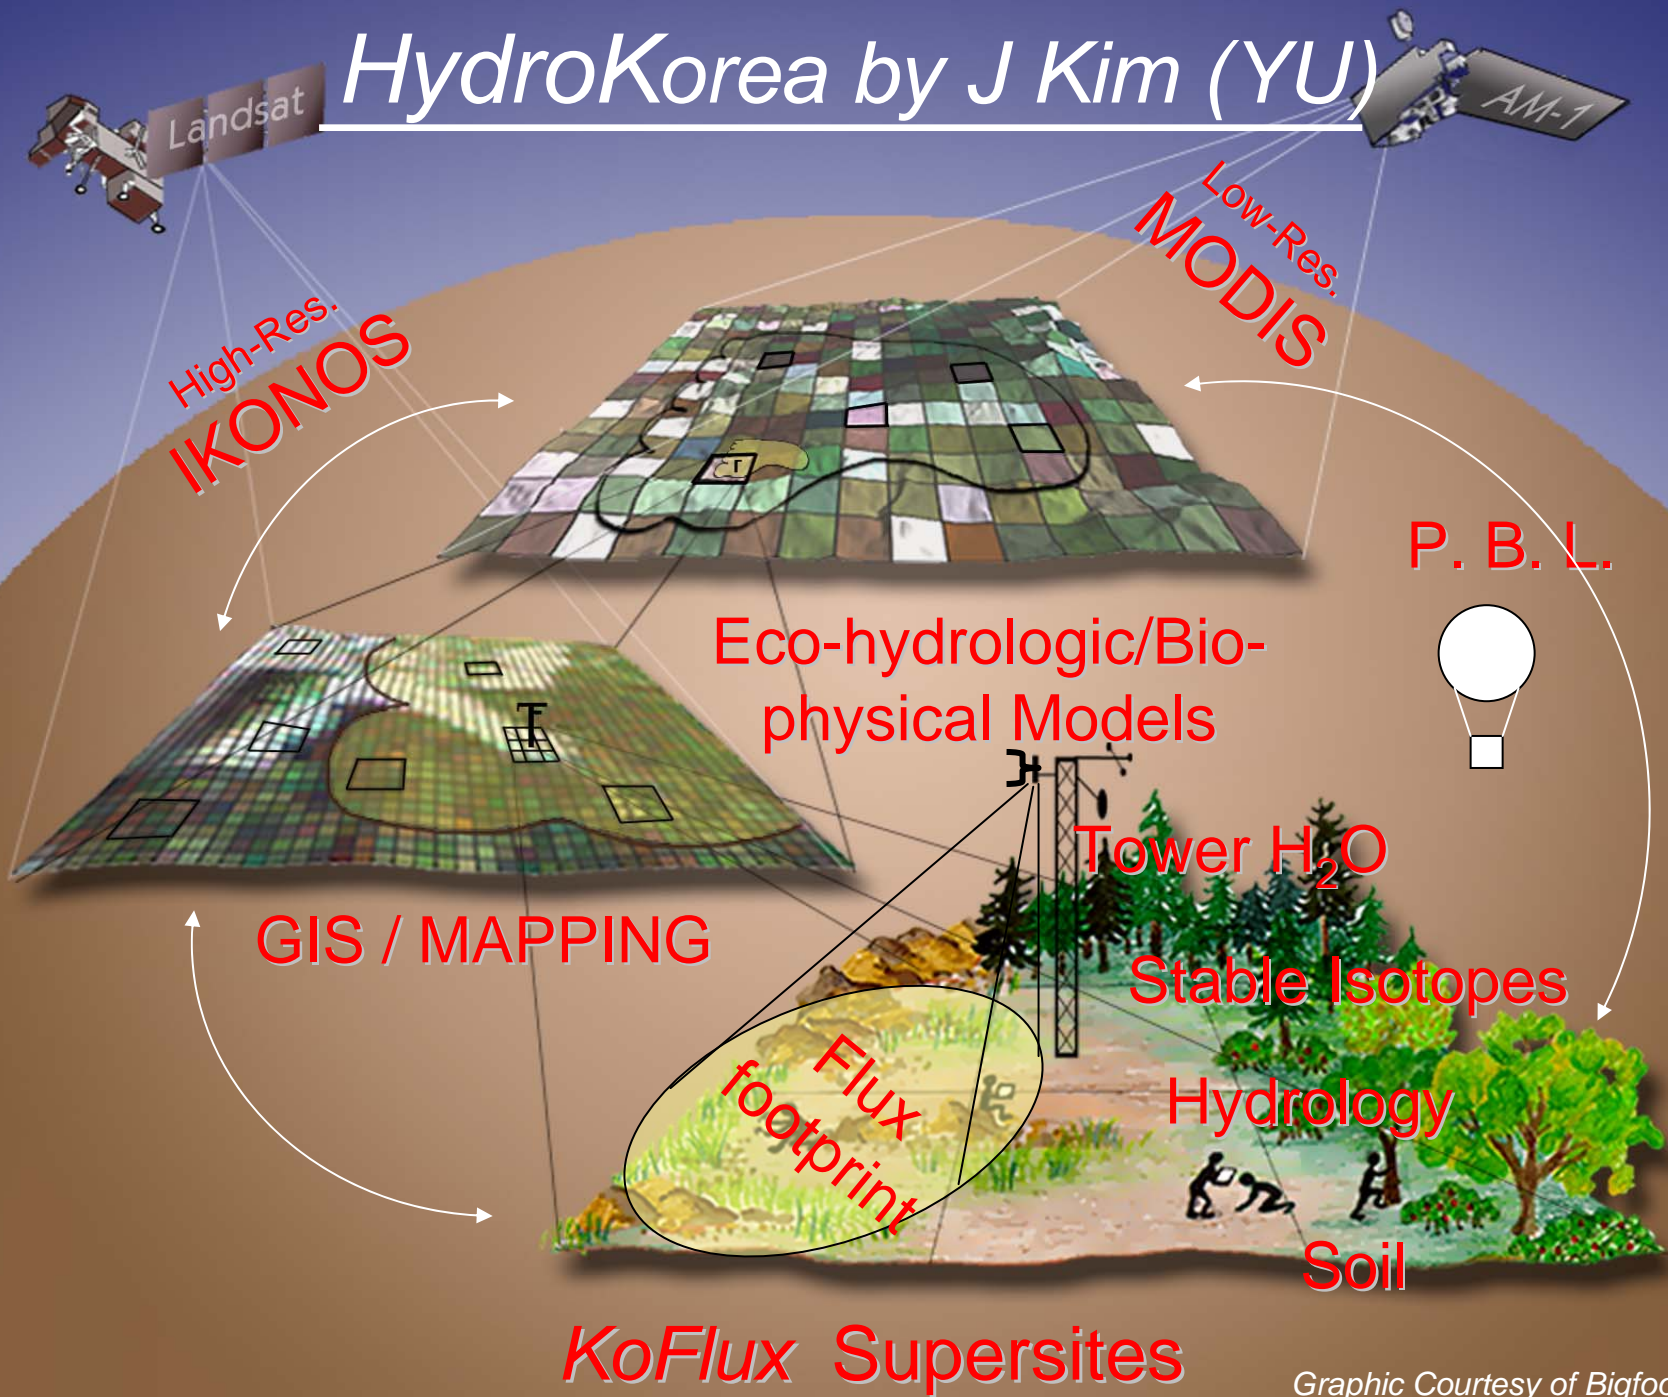 HydroKorea by J Kim (YU)
Landsat
AM-1
Low-Res.
MODIS
High-Res.
IKONOS
T
P. B. L.
Eco-hydrologic/Bio-
physical Models
T
Tower H₂O
GIS / MAPPING
Stable Isotopes
Flux
footprint
Hydrology
Soil
KoFlux Supersites
Graphic Courtesy of